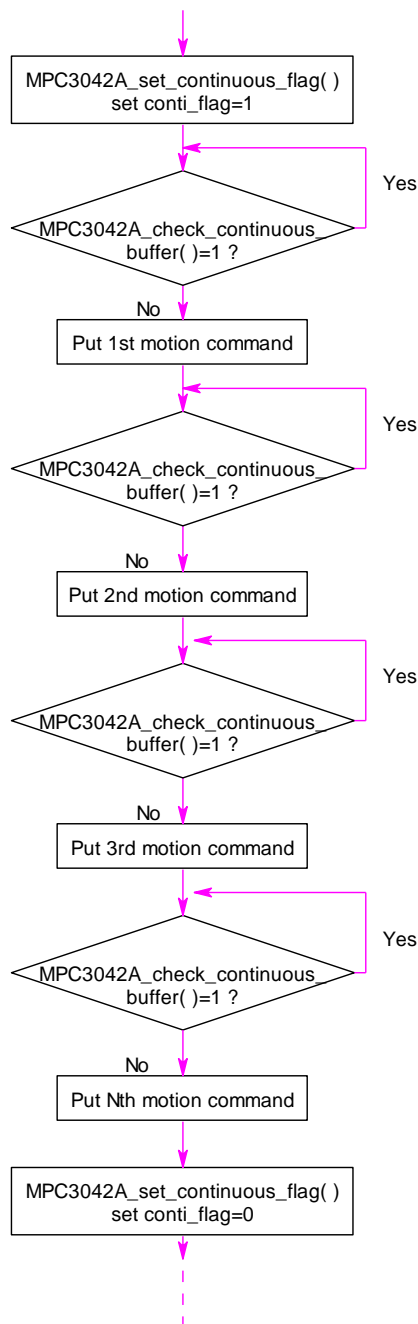 MPC3042A_set_continuous_flag( )
set conti_flag=1
Yes
MPC3042A_check_continuous_
buffer( )=1 ?
No
Put 1st motion command
Yes
MPC3042A_check_continuous_
buffer( )=1 ?
No
Put 2nd motion command
Yes
MPC3042A_check_continuous_
buffer( )=1 ?
No
Put 3rd motion command
Yes
MPC3042A_check_continuous_
buffer( )=1 ?
No
Put Nth motion command
MPC3042A_set_continuous_flag( )
set conti_flag=0